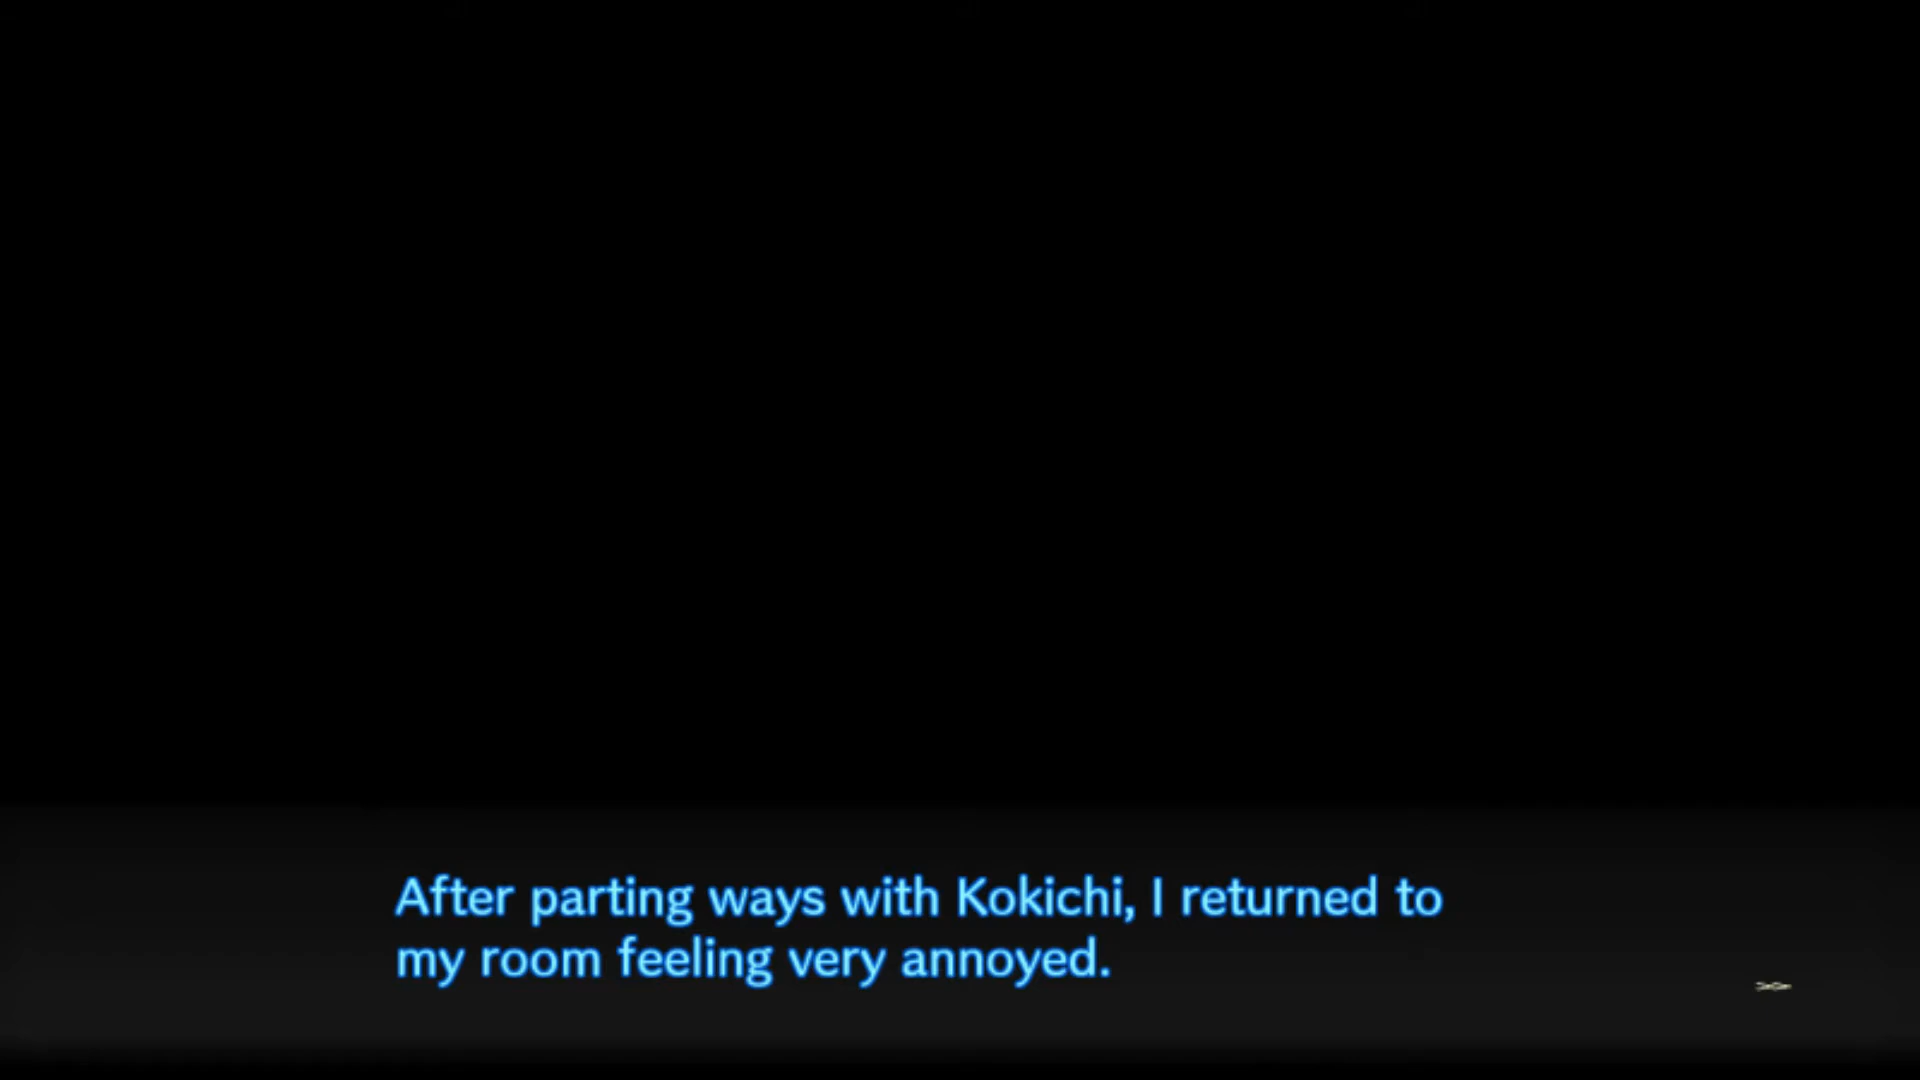 After parting ways with Kokichi, I returned to
my room feeling very annoyed.